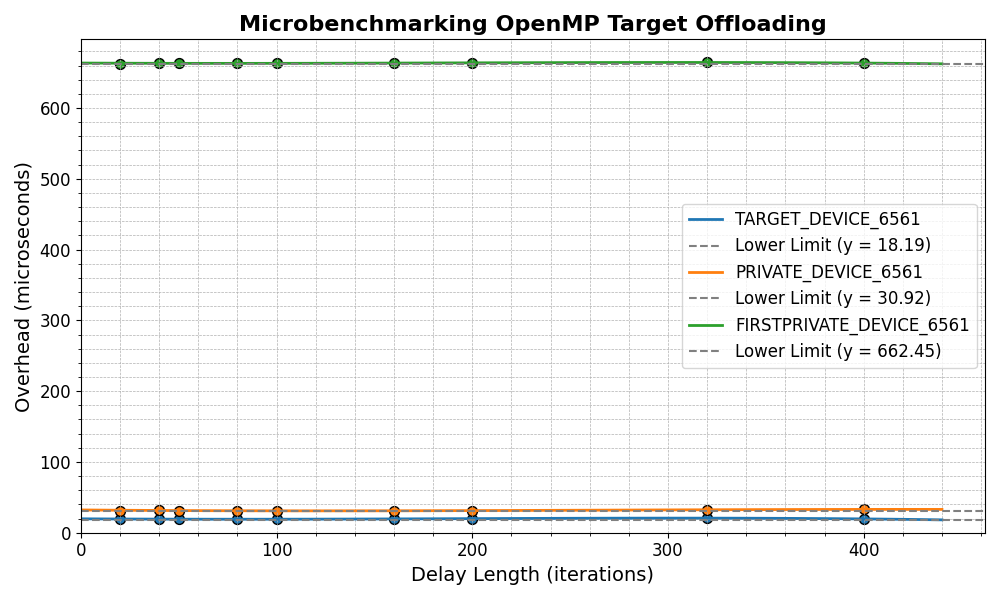 Microbenchmarking OpenMP Target Offloading
Overhead (microseconds)
600
500
400
300
200
100
0
TARGET_DEVICE_6561
Lower Limit (y = 18.19)
PRIVATE_DEVICE_6561
Lower Limit (y = 30.92)
FIRSTPRIVATE_DEVICE_6561
Lower Limit (y = 662.45)
0 100 200 300 400
Delay Length (iterations)